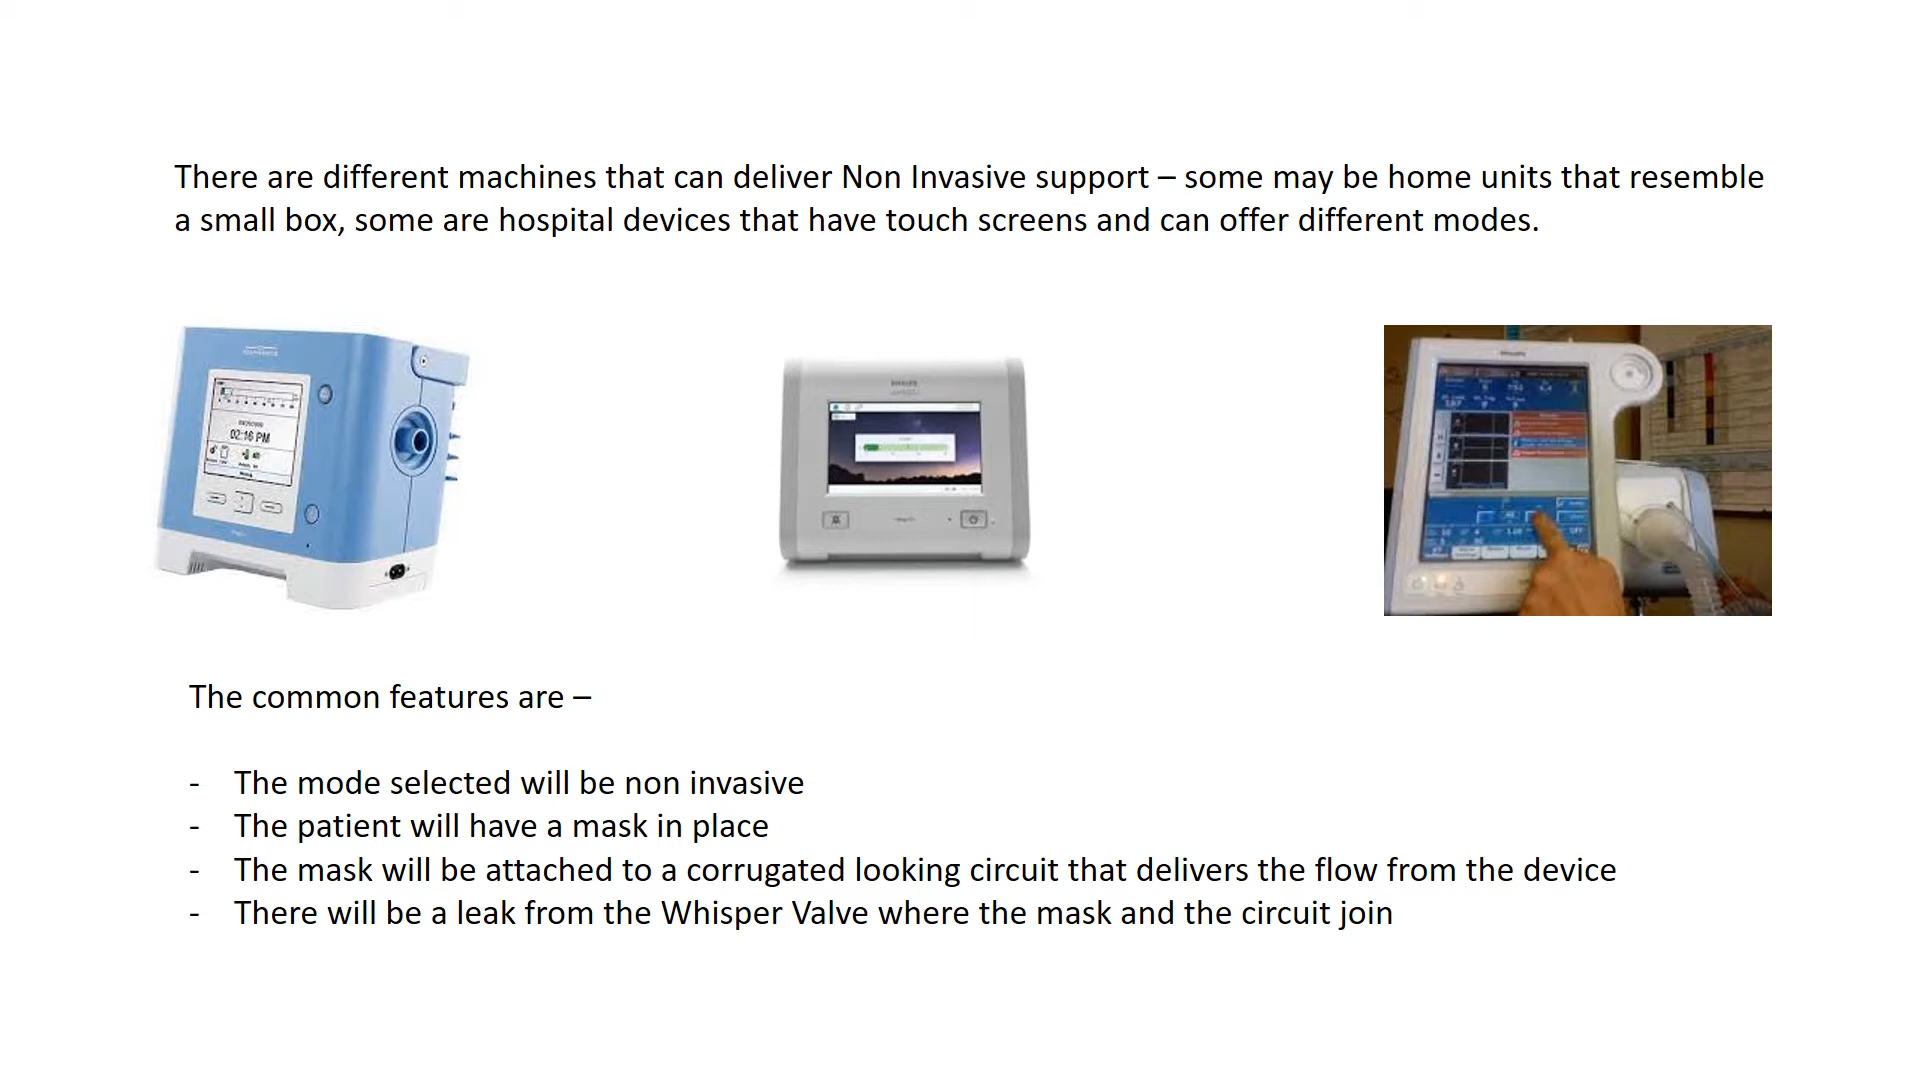 There are different machines that can deliver Non Invasive support – some may be home units that resemble
a small box, some are hospital devices that have touch screens and can offer different modes.
02:16 PM
PHILIPS
The common features are –
- The mode selected will be non invasive
- The patient will have a mask in place
- The mask will be attached to a corrugated looking circuit that delivers the flow from the device
- There will be a leak from the Whisper Valve where the mask and the circuit join